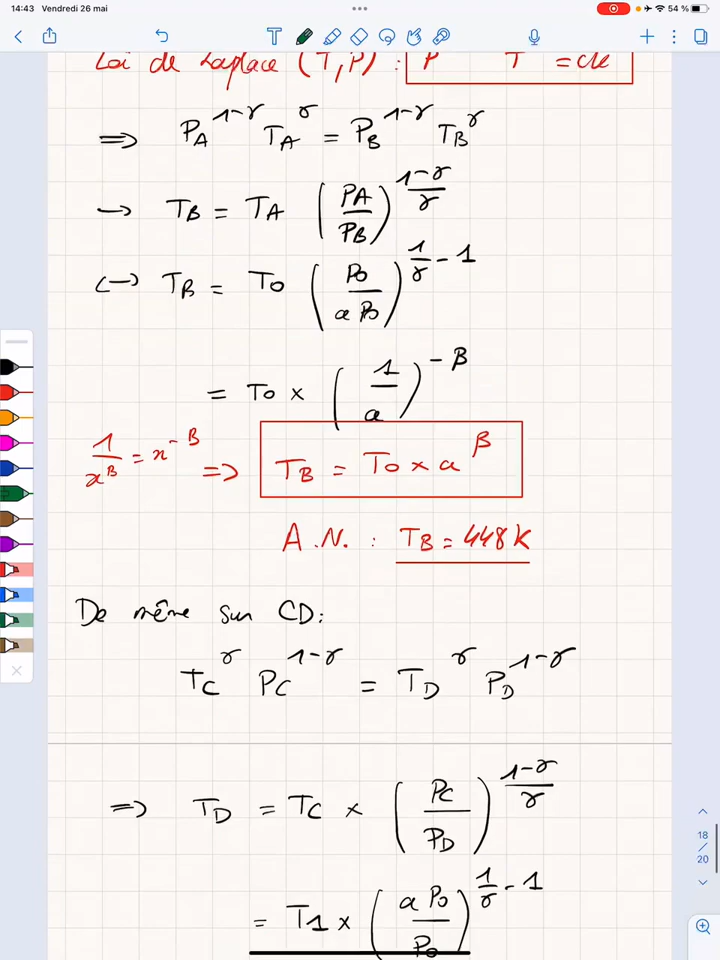 14:43 Vendredi 26 mai ••• 54 %
Loi de Laplace (T, P) : P T = cte
⟹ P_A^{1-γ} T_A^γ = P_B^{1-γ} T_B^γ
→ T_B = T_A (P_A/P_B)^{(1-γ)/γ}
↔ T_B = T_0 (P_0/(a P_0))^{1/γ - 1}
= T_0 × (1/a)^{-β}
1/x^β = x^{-β} ⟹ T_B = T_0 × a^β
A.N. : T_B = 448 K
De même sur CD:
T_C^γ P_C^{1-γ} = T_D^γ P_D^{1-γ}
⟹ T_D = T_C × (P_C/P_D)^{(1-γ)/γ}
= T_1 × (a P_0/P_0)^{1/γ - 1}
18
/
20